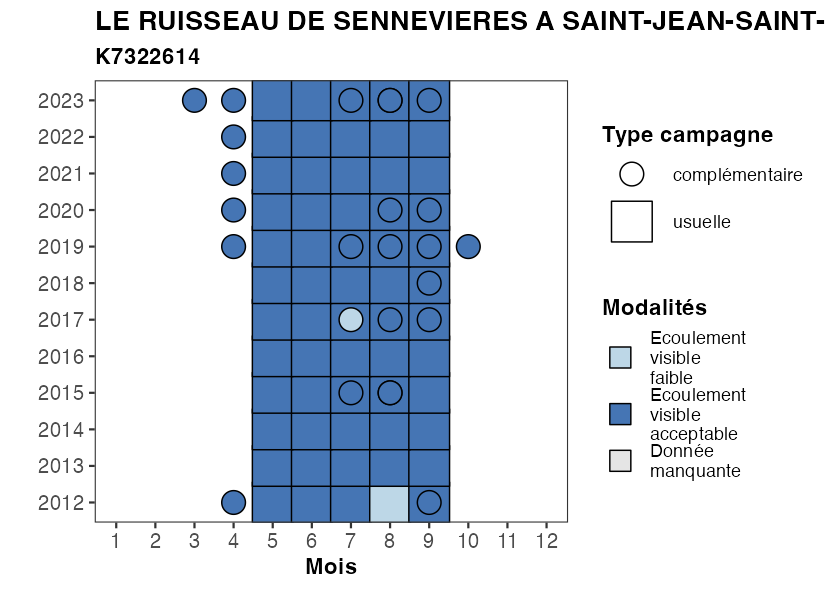 LE RUISSEAU DE SENNEVIERES A SAINT-JEAN-SAINT-
K7322614
2023
2022
2021
2020
2019
2018
2017
2016
2015
2014
2013
2012
1 2 3 4 5 6 7 8 9 10 11 12
Mois
Type campagne
complémentaire
usuelle
Modalités
Ecoulement
visible
faible
Ecoulement
visible
acceptable
Donnée
manquante